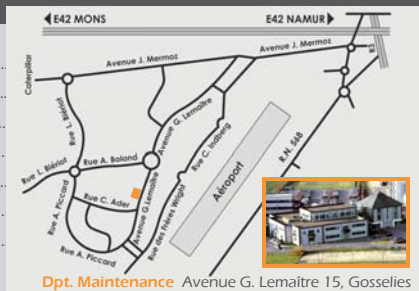 E42 MONS E42 NAMUR
Avenue J. Mermoz
Avenue J. Mermoz
Caterpillar
R3
Rue L. Blériot
Avenue G. Lemaître
Rue A. Boland
Rue L. Blériot
Rue C. Indberg
R.N. 568
Aéroport
Rue A. Piccard
Rue C. Ader
Avenue G. Lemaître
Rue des Frères Wright
Rue A. Piccard
Dpt. Maintenance Avenue G. Lemaître 15, Gosselies